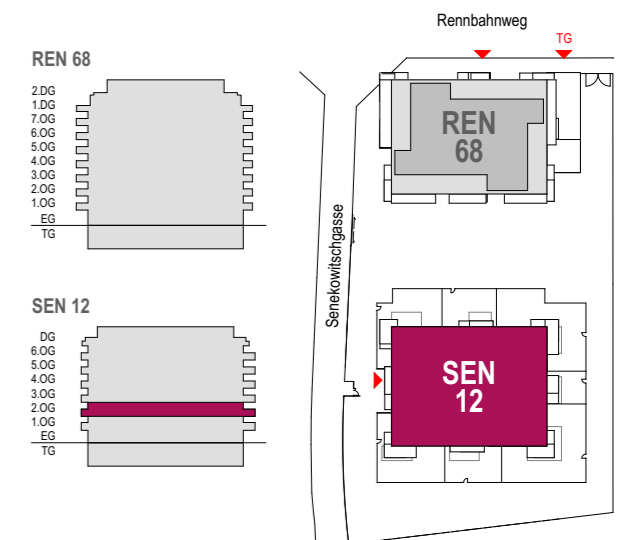 Rennbahnweg
TG
REN 68
2.DG
1.DG
7.OG
6.OG
5.OG
4.OG
3.OG
2.OG
1.OG
EG
TG
REN
68
Senekowitschgasse
SEN 12
DG
6.OG
5.OG
4.OG
3.OG
2.OG
1.OG
EG
TG
SEN
12